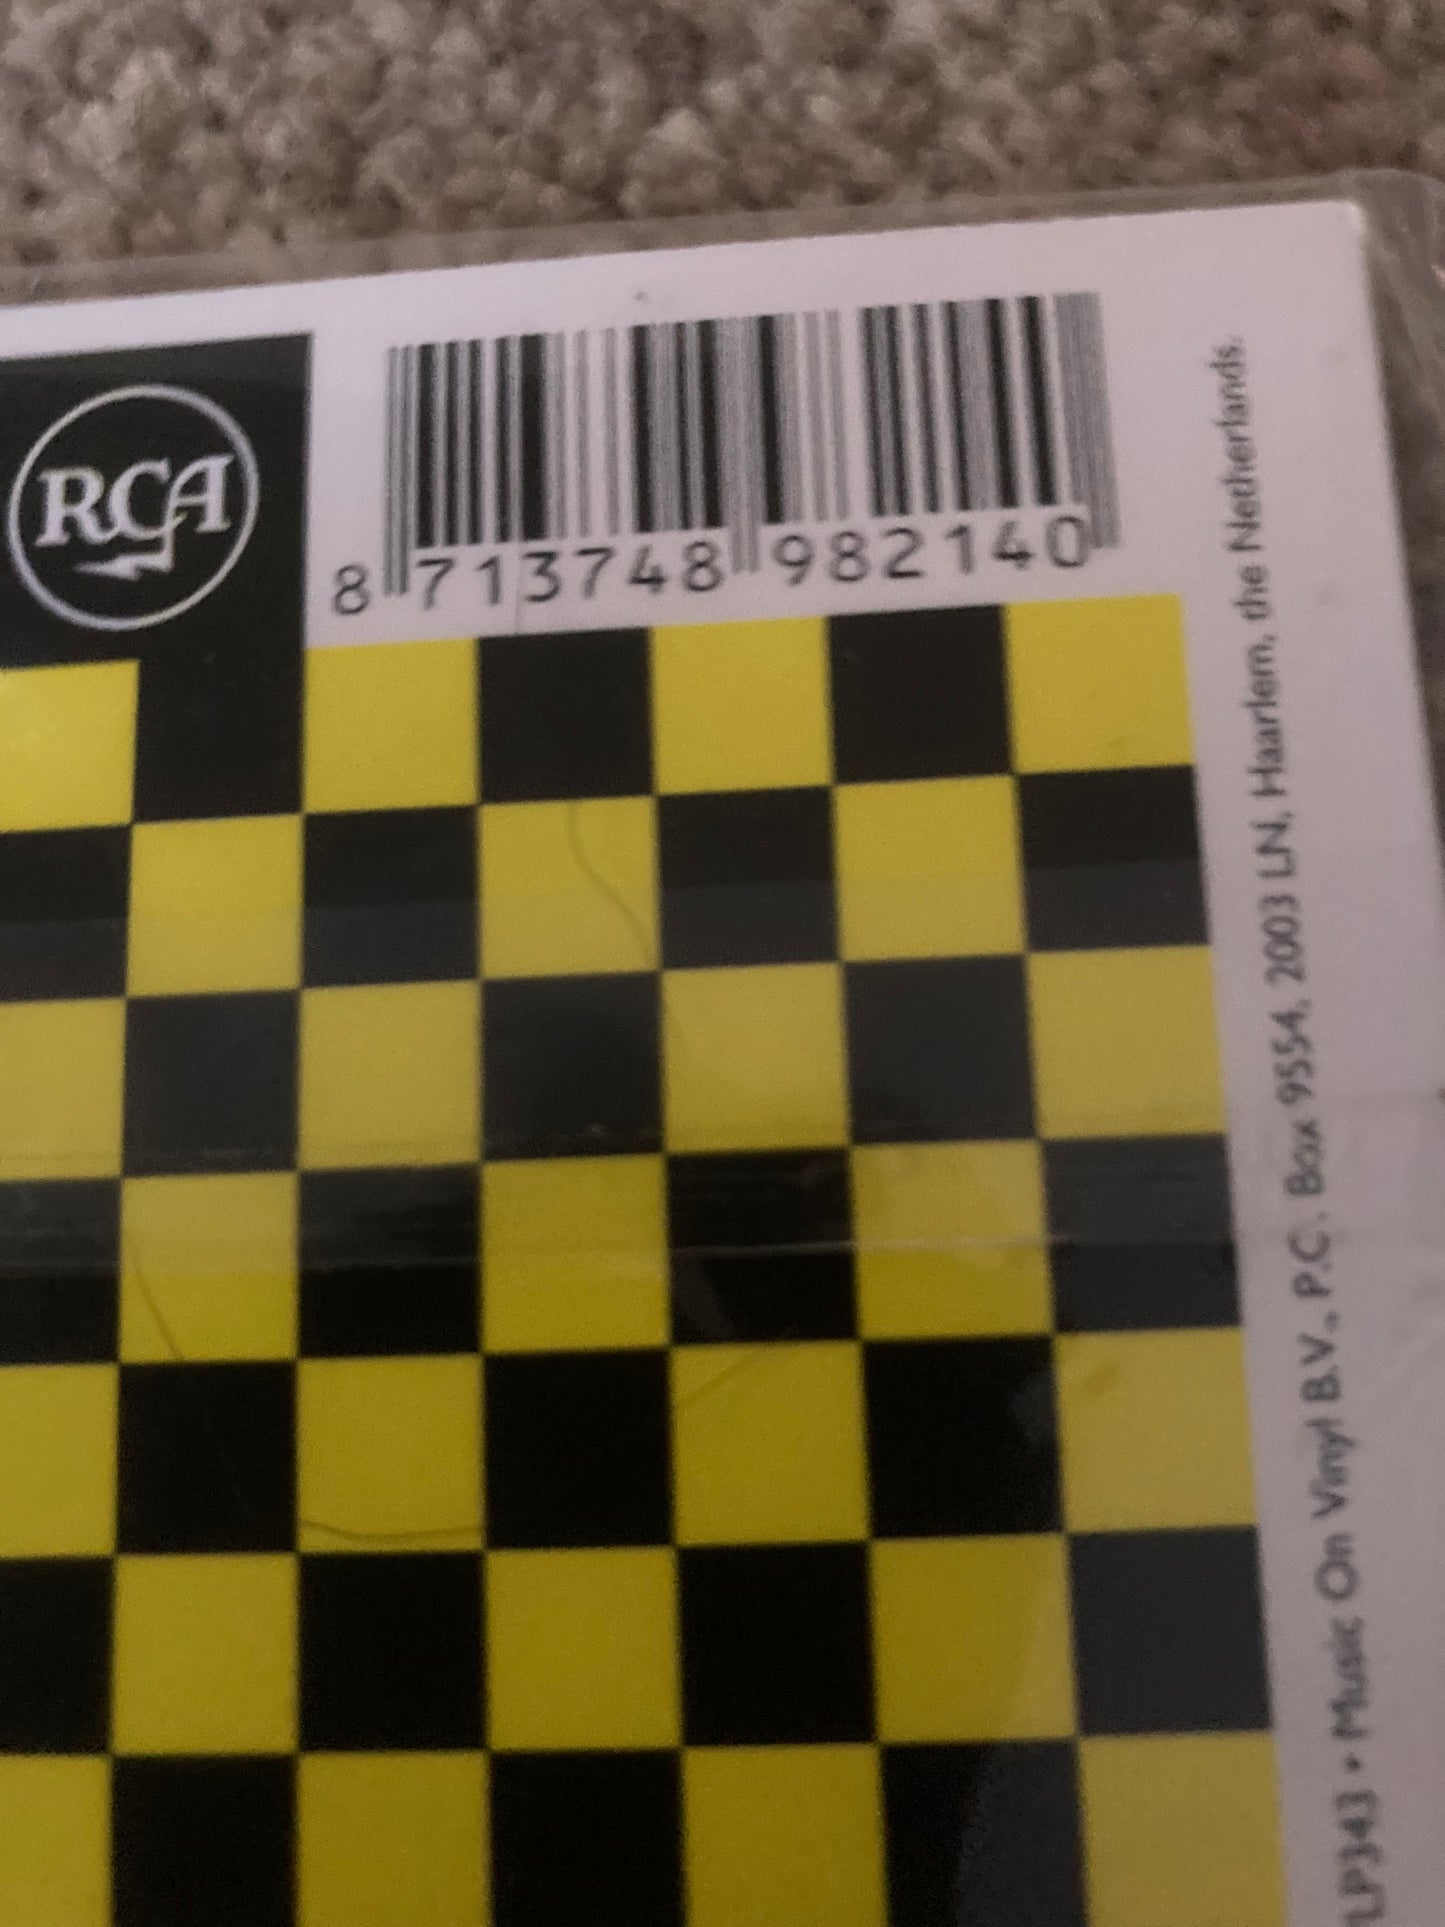 RCA
8 713748 982140
LP343 • Music On Vinyl B.V., P.C. Box 9554, 2003 LN, Haarlem, the Netherlands.